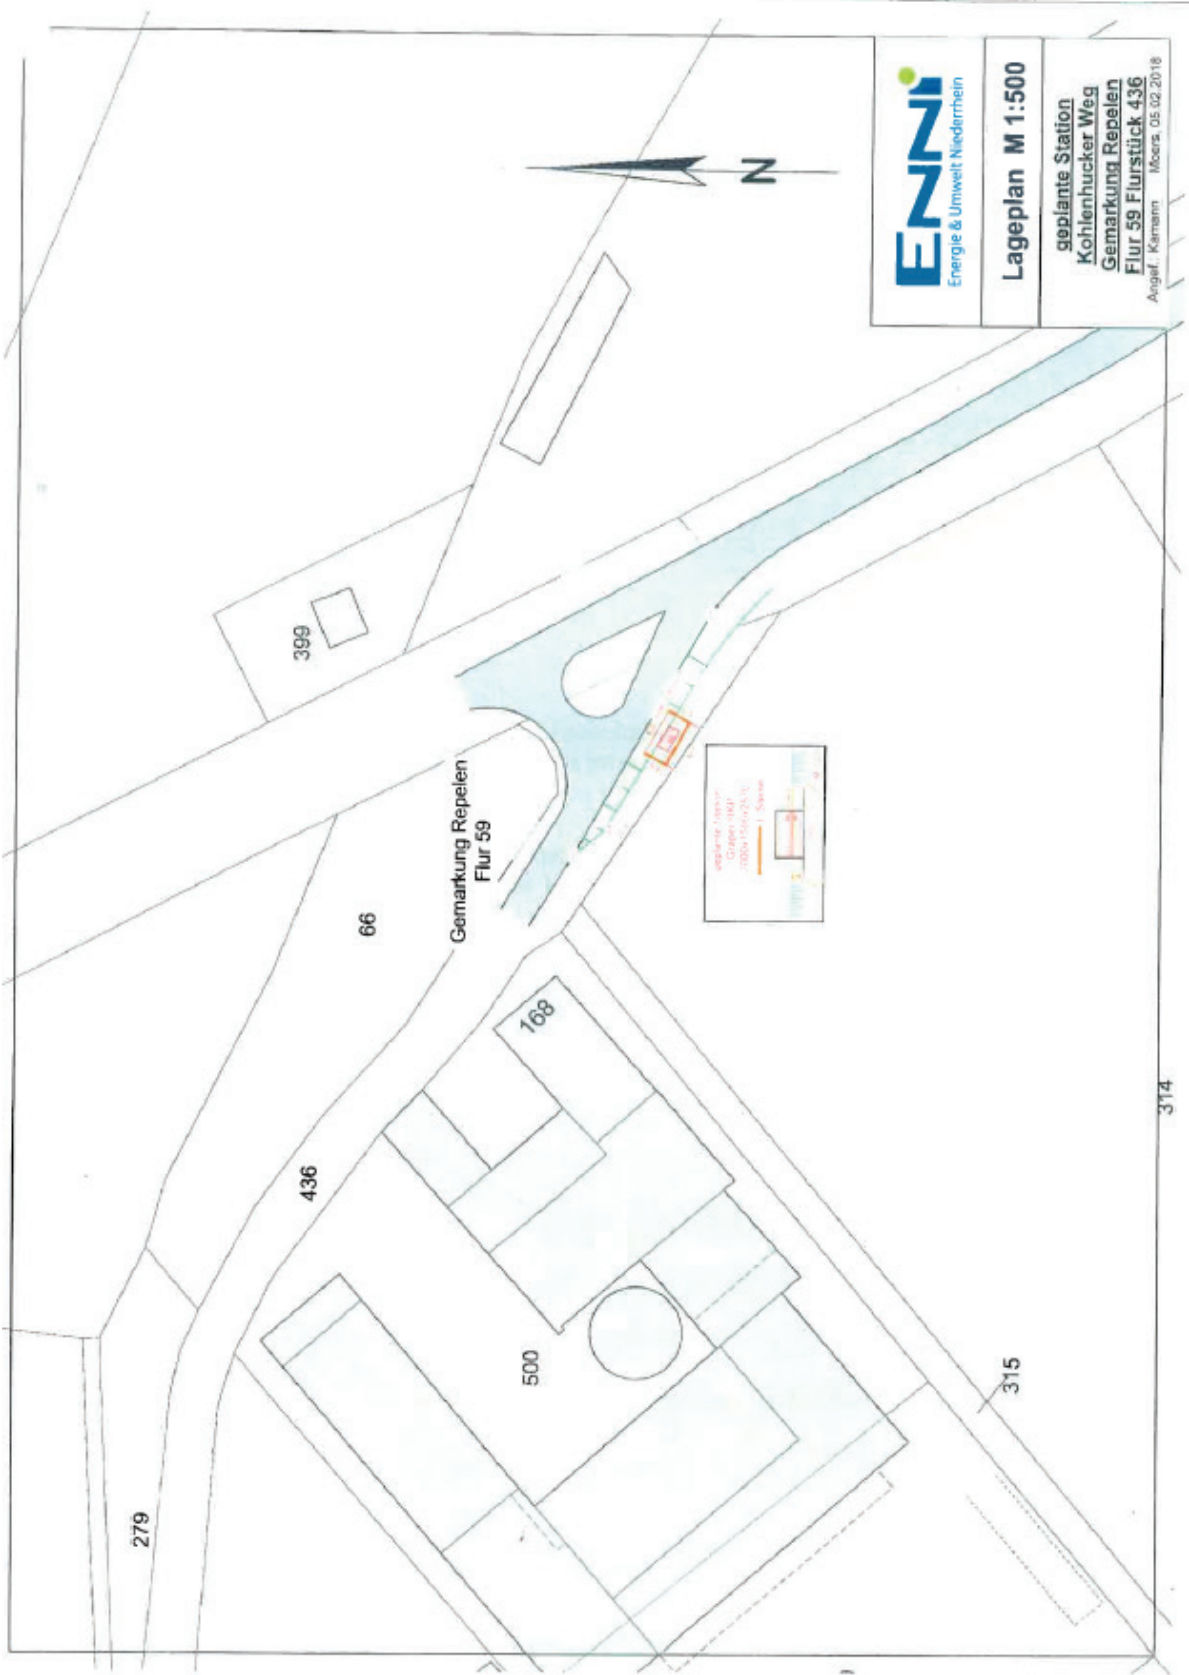 ENNI
Energie & Umwelt Niederrhein
Lageplan M 1:500
geplante Station
Kohlenhucker Weg
Gemarkung Repelen
Flur 59 Flurstück 436
Angef.: Kamann Moers, 05.02.2018
N
399
Gemarkung Repelen
Flur 59
66
168
436
500
279
315
314